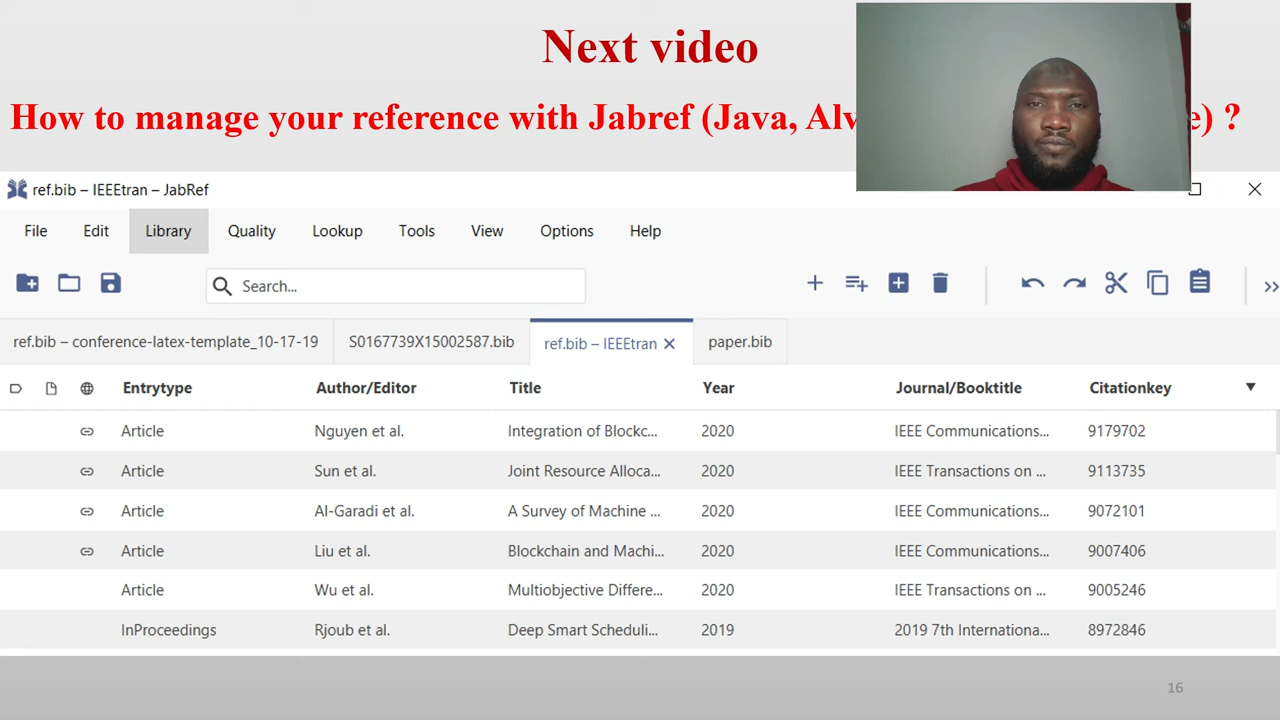 Next video
How to manage your reference with Jabref (Java, ) ?
ref.bib – IEEEtran – JabRef
File Edit Library Quality Lookup Tools View Options Help
Search...
ref.bib – conference-latex-template_10-17-19 S0167739X15002587.bib ref.bib – IEEEtran paper.bib
Entrytype Author/Editor Title Year Journal/Booktitle Citationkey
Article Nguyen et al. Integration of Blockc... 2020 IEEE Communications... 9179702
Article Sun et al. Joint Resource Alloca... 2020 IEEE Transactions on ... 9113735
Article Al-Garadi et al. A Survey of Machine ... 2020 IEEE Communications... 9072101
Article Liu et al. Blockchain and Machi... 2020 IEEE Communications... 9007406
Article Wu et al. Multiobjective Differe... 2020 IEEE Transactions on ... 9005246
InProceedings Rjoub et al. Deep Smart Scheduli... 2019 2019 7th Internationa... 8972846
16